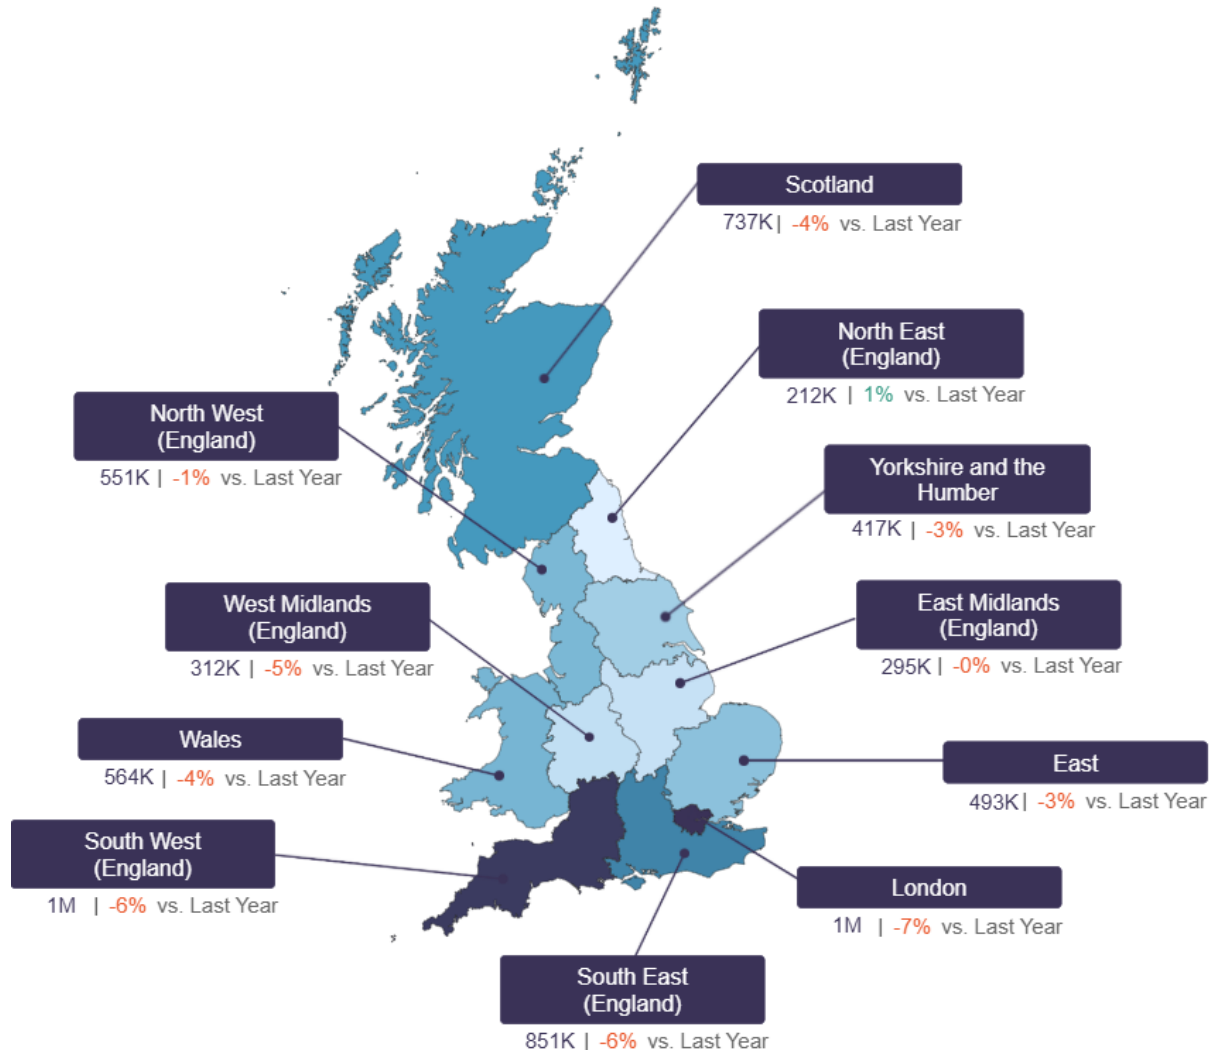 Scotland
737K | -4% vs. Last Year
North East
(England)
212K | 1% vs. Last Year
North West
(England)
551K | -1% vs. Last Year
Yorkshire and the
Humber
417K | -3% vs. Last Year
West Midlands
(England)
312K | -5% vs. Last Year
East Midlands
(England)
295K | -0% vs. Last Year
Wales
564K | -4% vs. Last Year
East
493K | -3% vs. Last Year
South West
(England)
1M | -6% vs. Last Year
London
1M | -7% vs. Last Year
South East
(England)
851K | -6% vs. Last Year